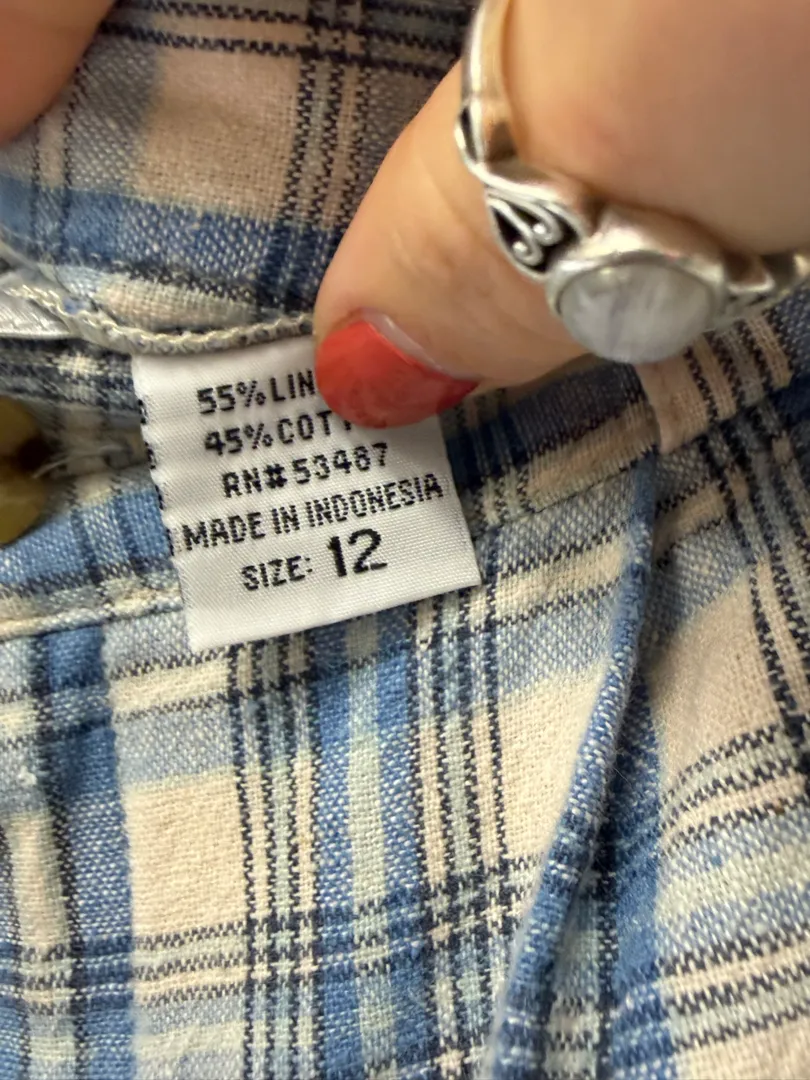 55% LIN
45% COTT
RN# 53487
MADE IN INDONESIA
SIZE: 12